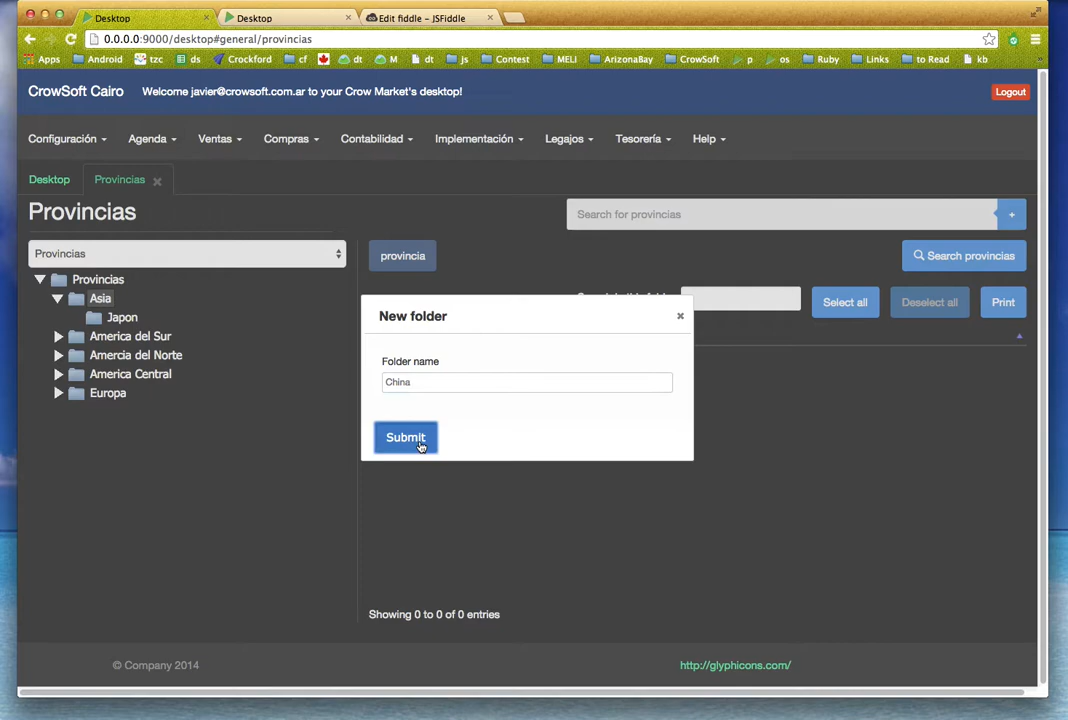 Desktop
Desktop
Edit fiddle - JSFiddle
0.0.0.0:9000/desktop#general/provincias
Apps Android tzc ds Crockford cf dt M dt js Contest MELI ArizonaBay CrowSoft p os Ruby Links to Read kb
CrowSoft Cairo Welcome javier@crowsoft.com.ar to your Crow Market's desktop! Logout
Configuración Agenda Ventas Compras Contabilidad Implementación Legajos Tesorería Help
Desktop Provincias
Provincias
Search for provincias +
Provincias
provincia
Search provincias
Provincias
Asia
Japon
America del Sur
Amercia del Norte
America Central
Europa
Select all
Deselect all
Print
New folder
Folder name
China
Submit
Showing 0 to 0 of 0 entries
© Company 2014
http://glyphicons.com/